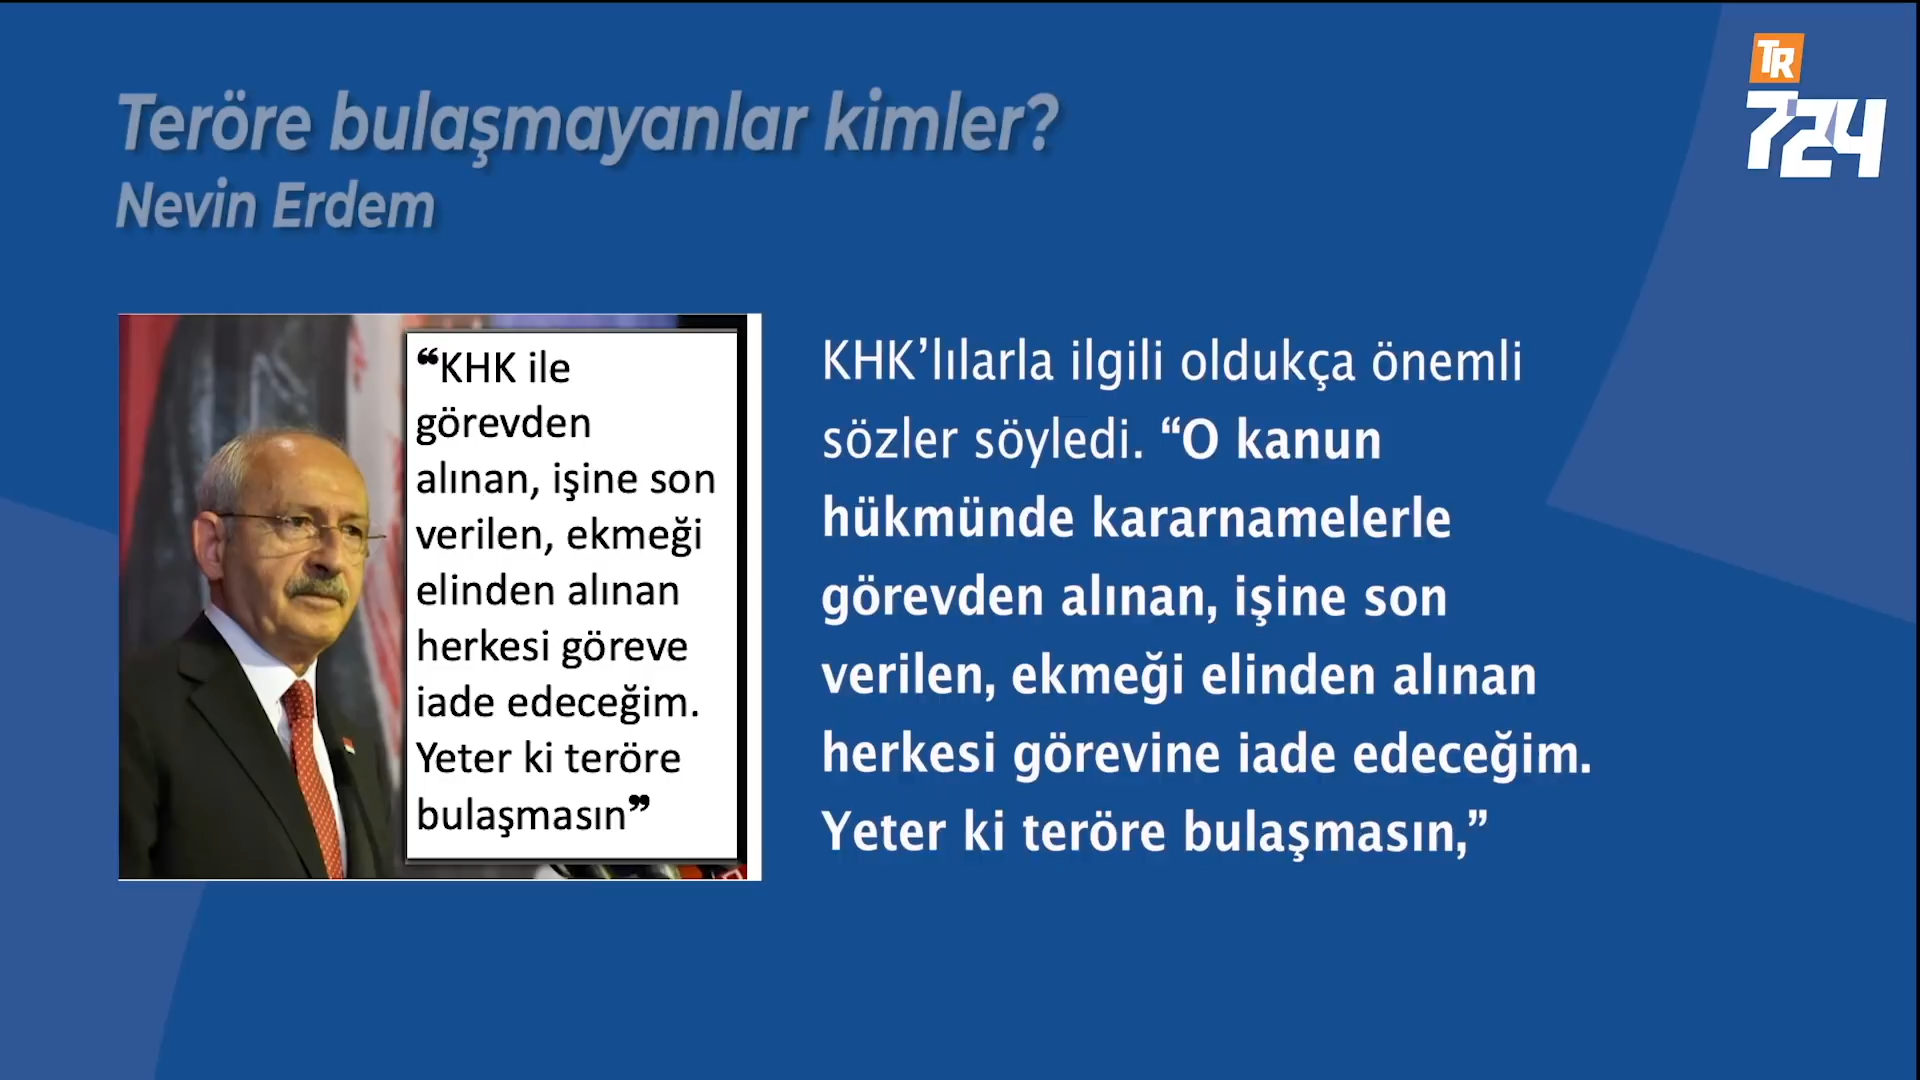 Teröre bulaşmayanlar kimler?
Nevin Erdem
TR
724
“KHK ile
görevden
alınan, işine son
verilen, ekmeği
elinden alınan
herkesi göreve
iade edeceğim.
Yeter ki teröre
bulaşmasın”
KHK’lılarla ilgili oldukça önemli
sözler söyledi. “O kanun
hükmünde kararnamelerle
görevden alınan, işine son
verilen, ekmeği elinden alınan
herkesi görevine iade edeceğim.
Yeter ki teröre bulaşmasın,”